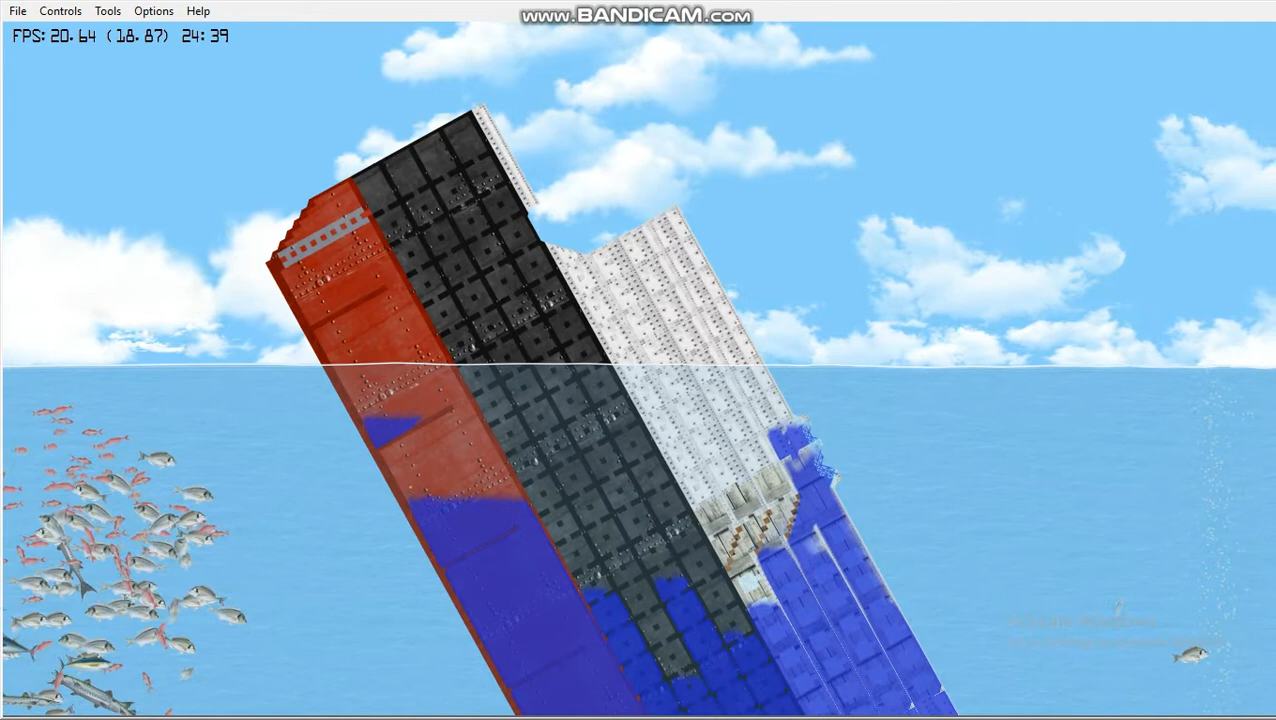 File Controls Tools Options Help
www.BANDICAM.com
FPS:20.64 (18.87) 24:39